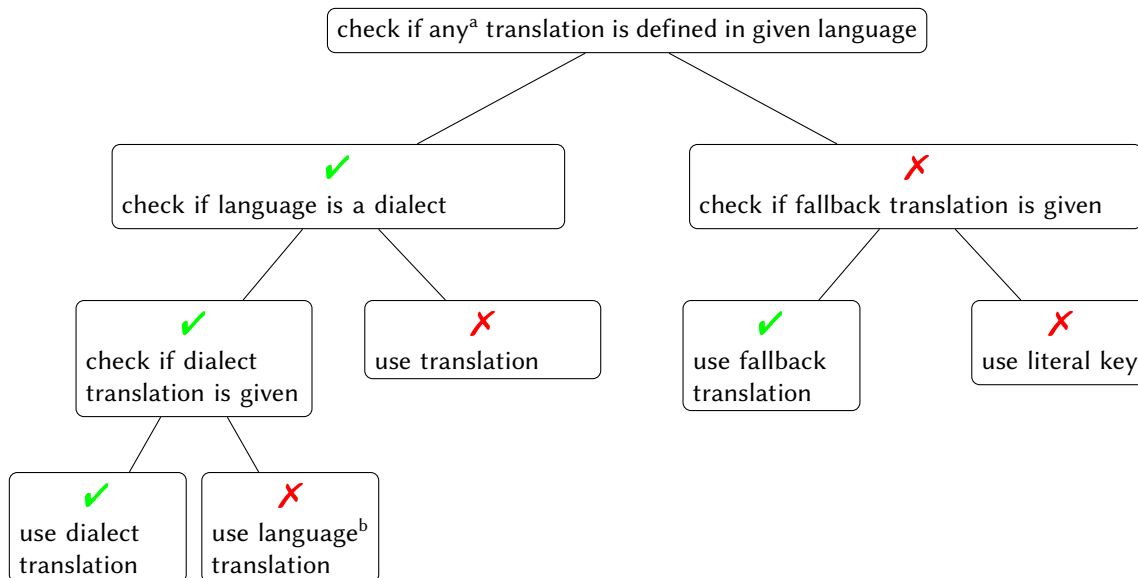 check if anyᵃ translation is defined in given language
✓
check if language is a dialect
✗
check if fallback translation is given
✓
check if dialect
translation is given
✗
use translation
✓
use fallback
translation
✗
use literal key
✓
use dialect
translation
✗
use languageᵇ
translation